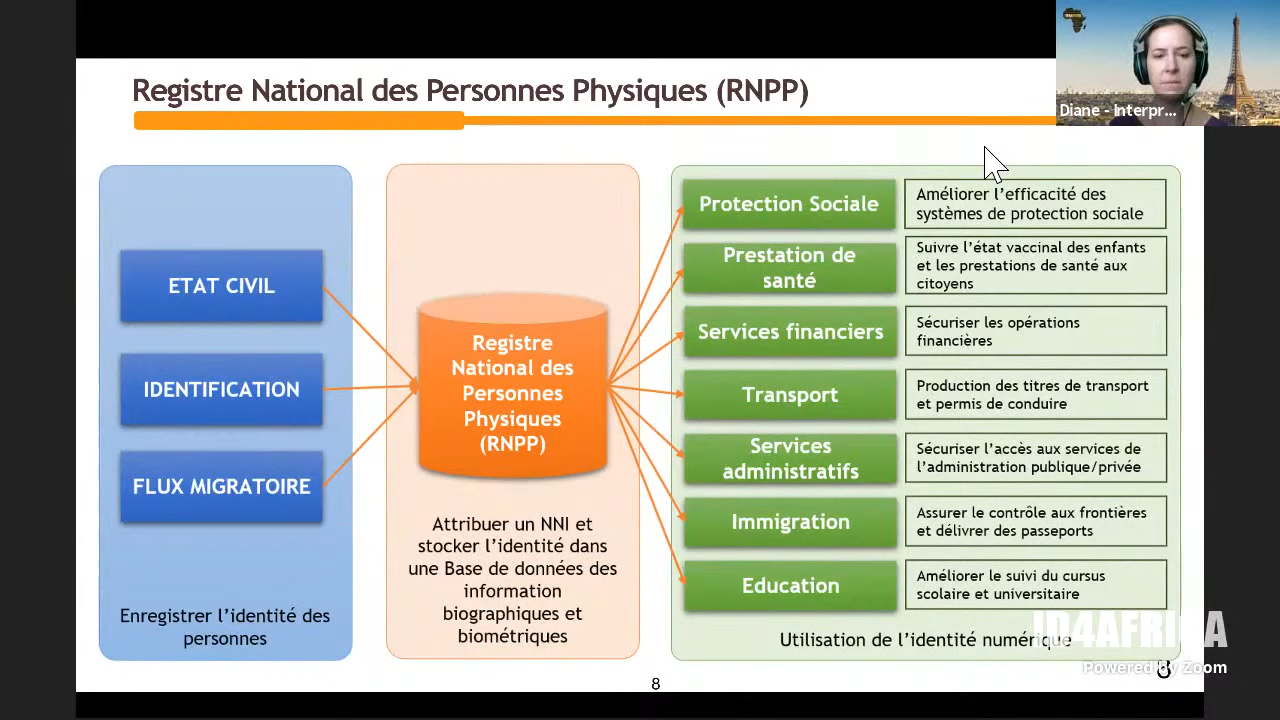 Registre National des Personnes Physiques (RNPP)
Diane - Interpr...
ETAT CIVIL
IDENTIFICATION
FLUX MIGRATOIRE
Enregistrer l’identité des
personnes
Registre
National des
Personnes
Physiques
(RNPP)
Attribuer un NNI et
stocker l’identité dans
une Base de données des
information
biographiques et
biométriques
Protection Sociale
Améliorer l’efficacité des
systèmes de protection sociale
Prestation de
santé
Suivre l’état vaccinal des enfants
et les prestations de santé aux
citoyens
Services financiers
Sécuriser les opérations
financières
Transport
Production des titres de transport
et permis de conduire
Services
administratifs
Sécuriser l’accès aux services de
l’administration publique/privée
Immigration
Assurer le contrôle aux frontières
et délivrer des passeports
Education
Améliorer le suivi du cursus
scolaire et universitaire
Utilisation de l’identité numérique
ID4AFRICA
Powered by Zoom
8
8